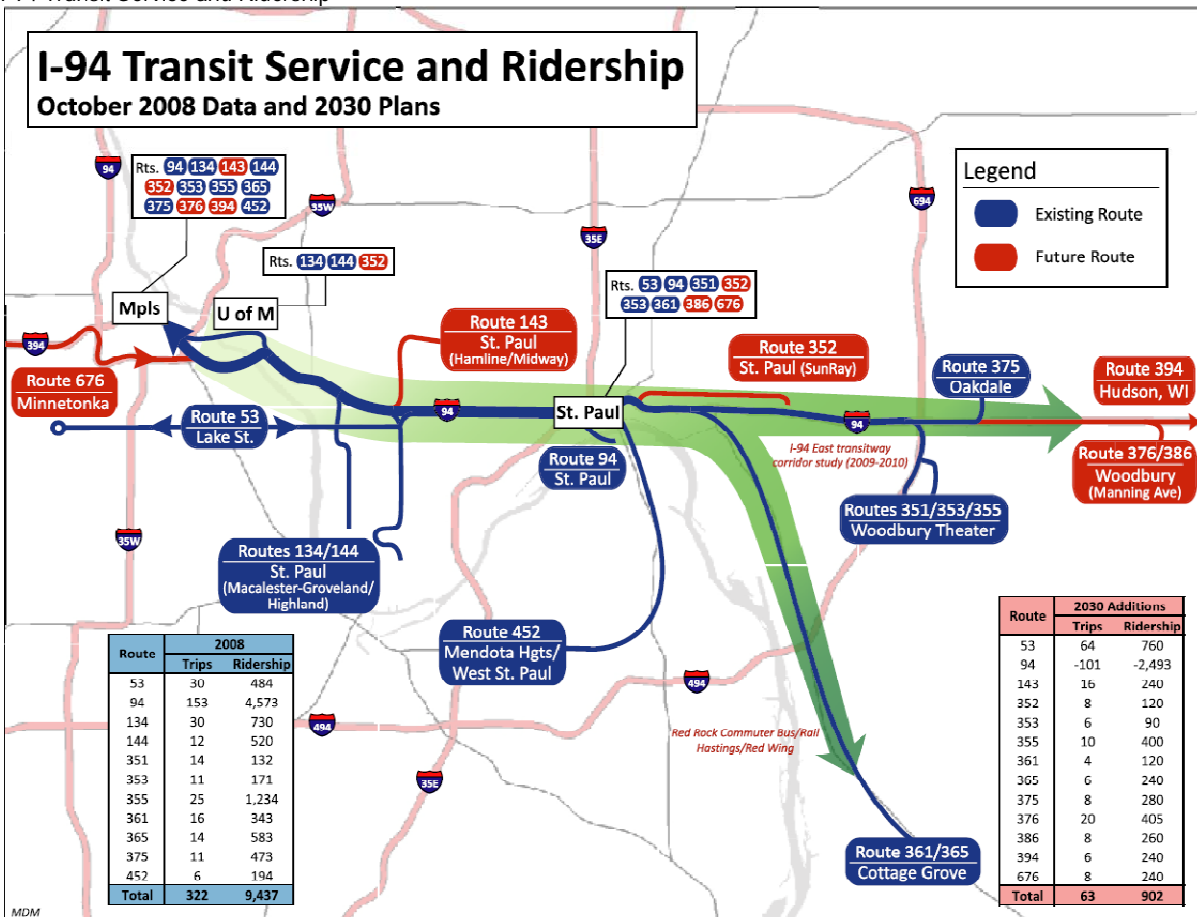 I-94 Transit Service and Ridership
October 2008 Data and 2030 Plans
94
Rts. 94 134 143 144
352 353 355 365
375 376 394 452
35W
694
Legend
Existing Route
Future Route
35E
Rts. 134 144 352
Rts. 53 94 351 352
353 361 386 676
Mpls
U of M
394
Route 676
Minnetonka
Route 143
St. Paul
(Hamline/Midway)
Route 352
St. Paul (SunRay)
Route 375
Oakdale
Route 394
Hudson, WI
Route 53
Lake St.
94
St. Paul
94
I-94 East transitway
corridor study (2009-2010)
Route 94
St. Paul
Route 376/386
Woodbury
(Manning Ave)
Routes 351/353/355
Woodbury Theater
35W
Routes 134/144
St. Paul
(Macalester-Groveland/
Highland)
Route 452
Mendota Hgts/
West St. Paul
494
494
Red Rock Commuter Bus/Rail
Hastings/Red Wing
35E
Route 361/365
Cottage Grove
Route 2008
Trips Ridership
53 30 484
94 153 4,573
134 30 730
144 12 520
351 14 132
353 11 171
355 25 1,234
361 16 343
365 14 583
375 11 473
452 6 194
Total 322 9,437
Route 2030 Additions
Trips Ridership
53 64 760
94 -101 -2,493
143 16 240
352 8 120
353 6 90
355 10 400
361 4 120
365 6 240
375 8 280
376 20 405
386 8 260
394 6 240
676 8 240
Total 63 902
MDM